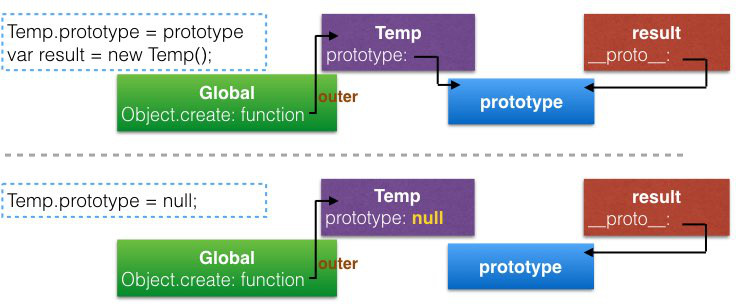 Temp.prototype = prototype
var result = new Temp();
Temp
prototype:
result
__proto__:
Global
Object.create: function
outer
prototype
Temp.prototype = null;
Temp
prototype: null
result
__proto__:
Global
Object.create: function
outer
prototype